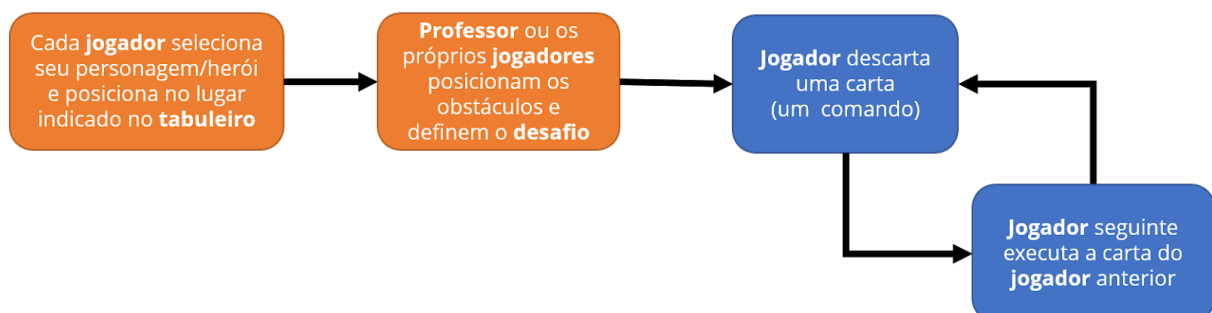 Cada jogador seleciona
seu personagem/herói
e posiciona no lugar
indicado no tabuleiro
Professor ou os
próprios jogadores
posicionam os
obstáculos e
definem o desafio
Jogador descarta
uma carta
(um comando)
Jogador seguinte
executa a carta do
jogador anterior